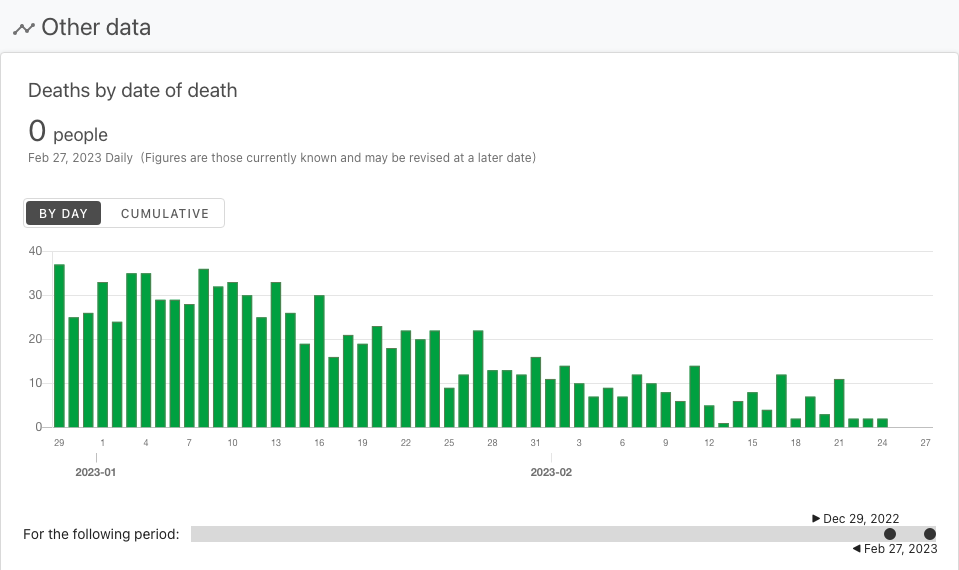 Other data
Deaths by date of death
0 people
Feb 27, 2023 Daily (Figures are those currently known and may be revised at a later date)
BY DAY CUMULATIVE
40
30
20
10
0
29 1 4 7 10 13 16 19 22 25 28 31 3 6 9 12 15 18 21 24 27
2023-01 2023-02
Dec 29, 2022
For the following period:
Feb 27, 2023